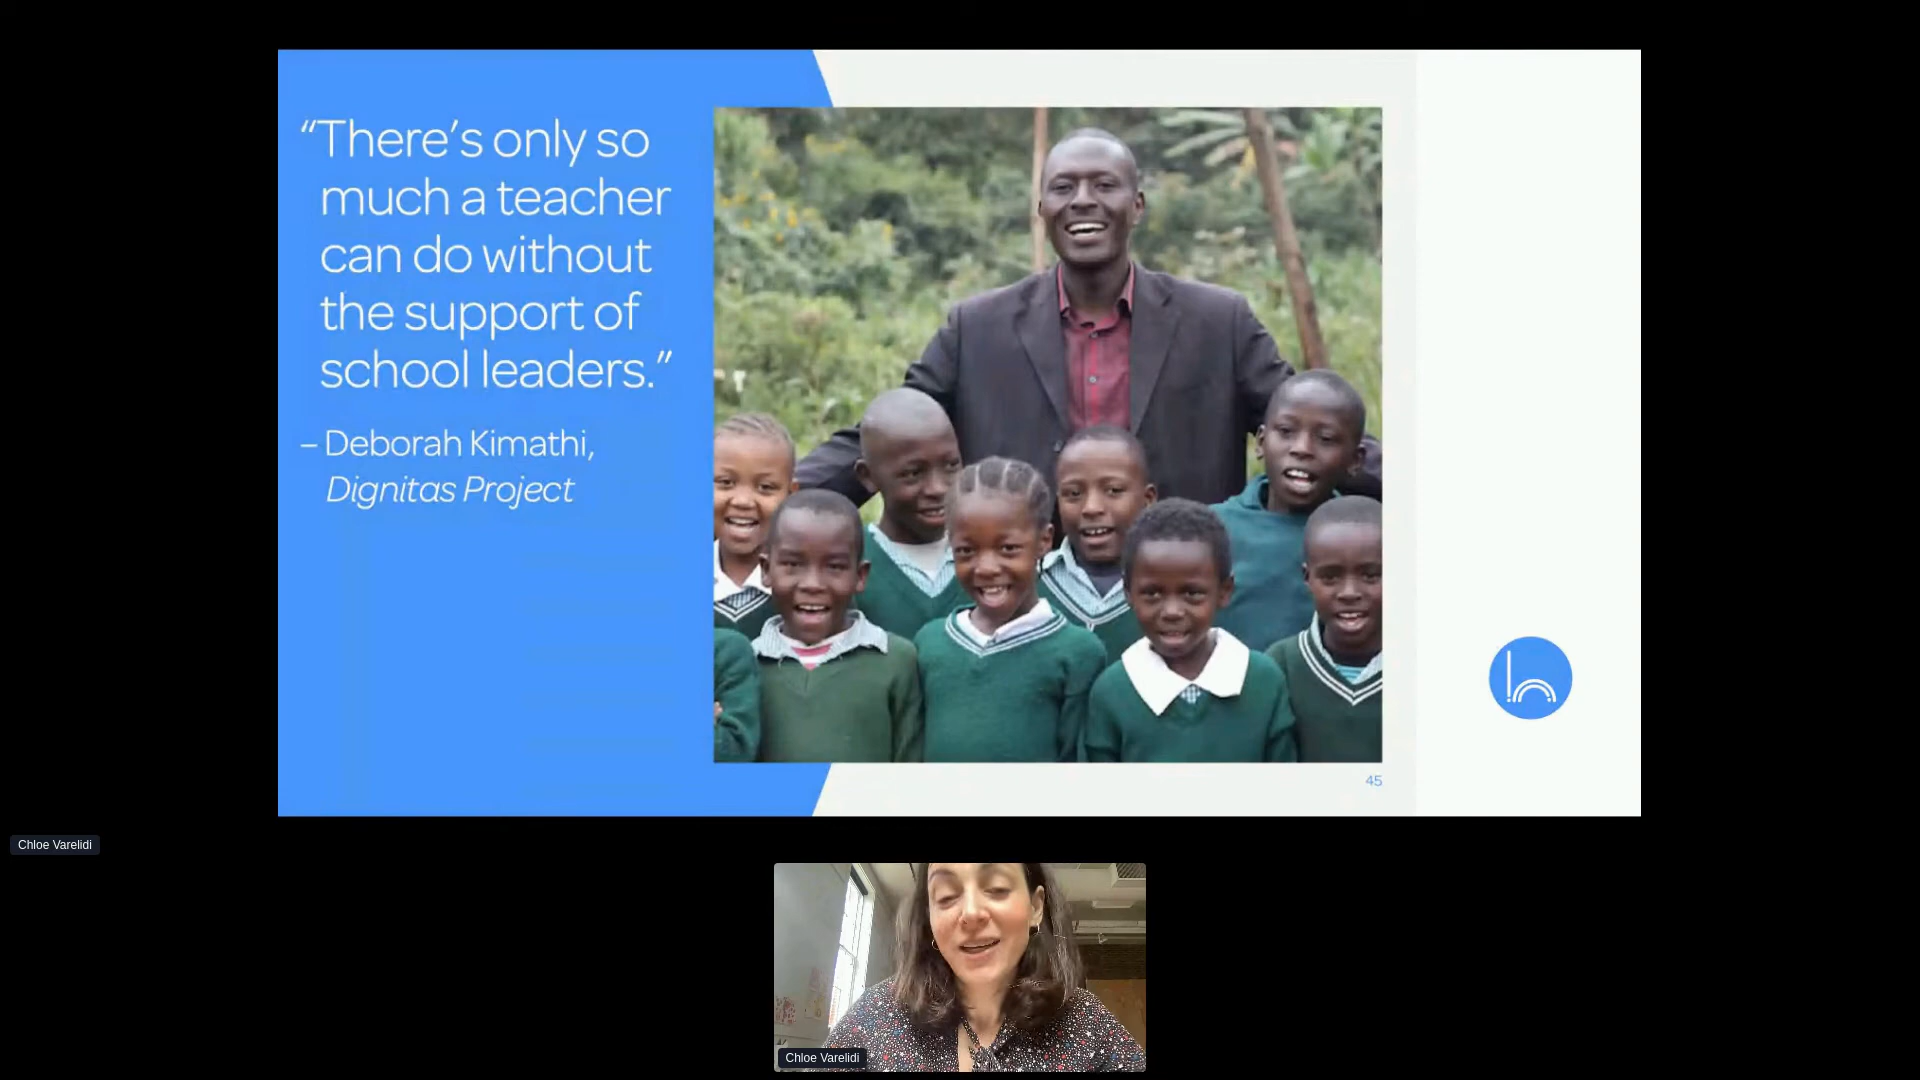 “There’s only so
much a teacher
can do without
the support of
school leaders.”
– Deborah Kimathi,
Dignitas Project
45
Chloe Varelidi
Chloe Varelidi